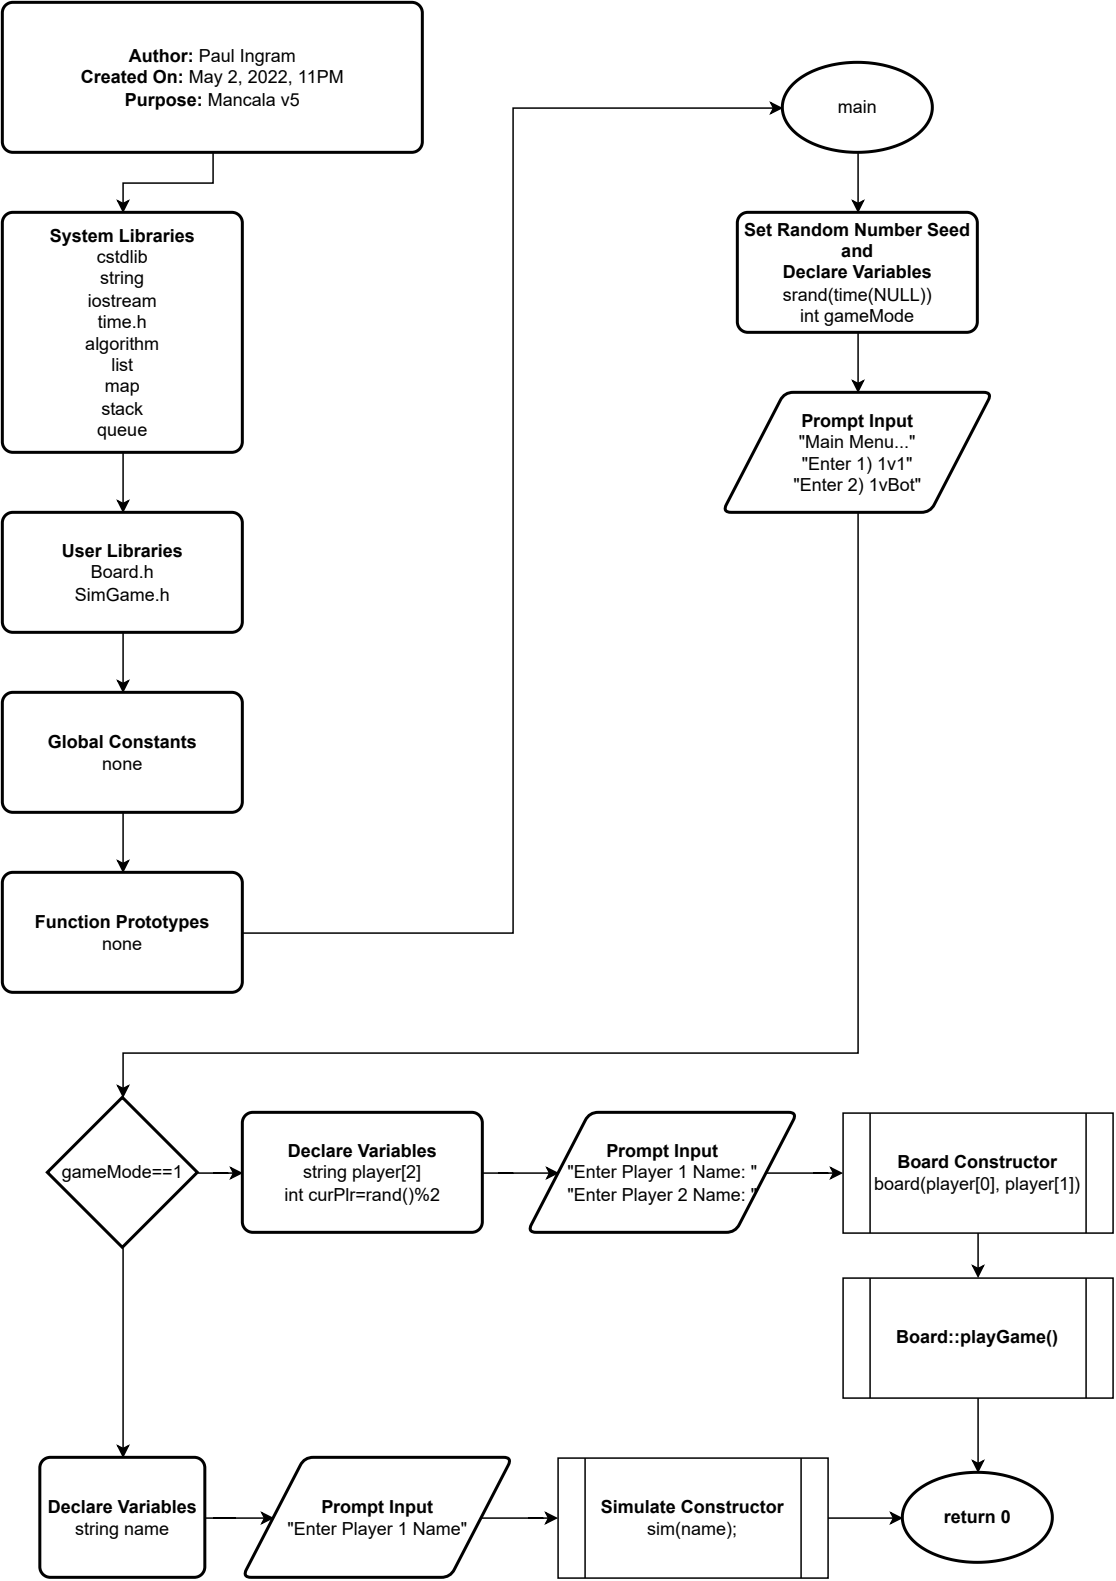 Author: Paul Ingram
Created On: May 2, 2022, 11PM
Purpose: Mancala v5
System Libraries
cstdlib
string
iostream
time.h
algorithm
list
map
stack
queue
User Libraries
Board.h
SimGame.h
Global Constants
none
Function Prototypes
none
main
Set Random Number Seed
and
Declare Variables
srand(time(NULL))
int gameMode
Prompt Input
"Main Menu..."
"Enter 1) 1v1"
"Enter 2) 1vBot"
gameMode==1
Declare Variables
string player[2]
int curPlr=rand()%2
Prompt Input
"Enter Player 1 Name: "
"Enter Player 2 Name: "
Board Constructor
board(player[0], player[1])
Board::playGame()
Declare Variables
string name
Prompt Input
"Enter Player 1 Name"
Simulate Constructor
sim(name);
return 0